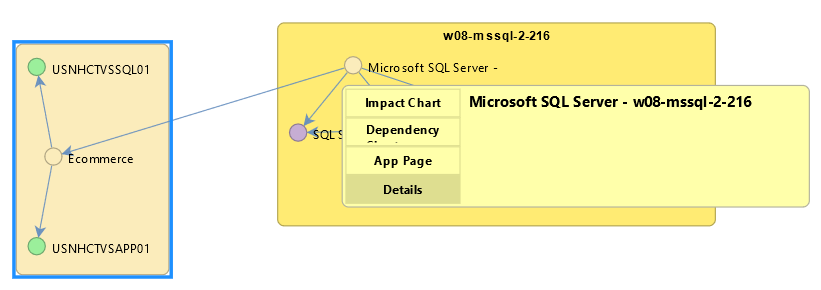 w08-mssql-2-216
USNHCTVSSQL01
Microsoft SQL Server -
Impact Chart
Microsoft SQL Server - w08-mssql-2-216
Dependency
SQL S
Ecommerce
App Page
Details
USNHCTVSAPP01